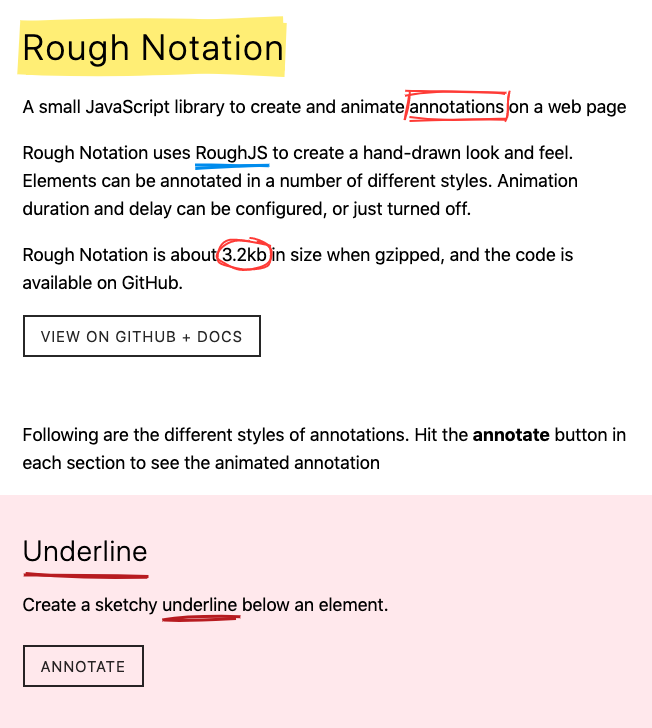 Rough Notation
A small JavaScript library to create and animate annotations on a web page
Rough Notation uses RoughJS to create a hand-drawn look and feel.
Elements can be annotated in a number of different styles. Animation
duration and delay can be configured, or just turned off.
Rough Notation is about 3.2kb in size when gzipped, and the code is
available on GitHub.
VIEW ON GITHUB + DOCS
Following are the different styles of annotations. Hit the annotate button in
each section to see the animated annotation
Underline
Create a sketchy underline below an element.
ANNOTATE